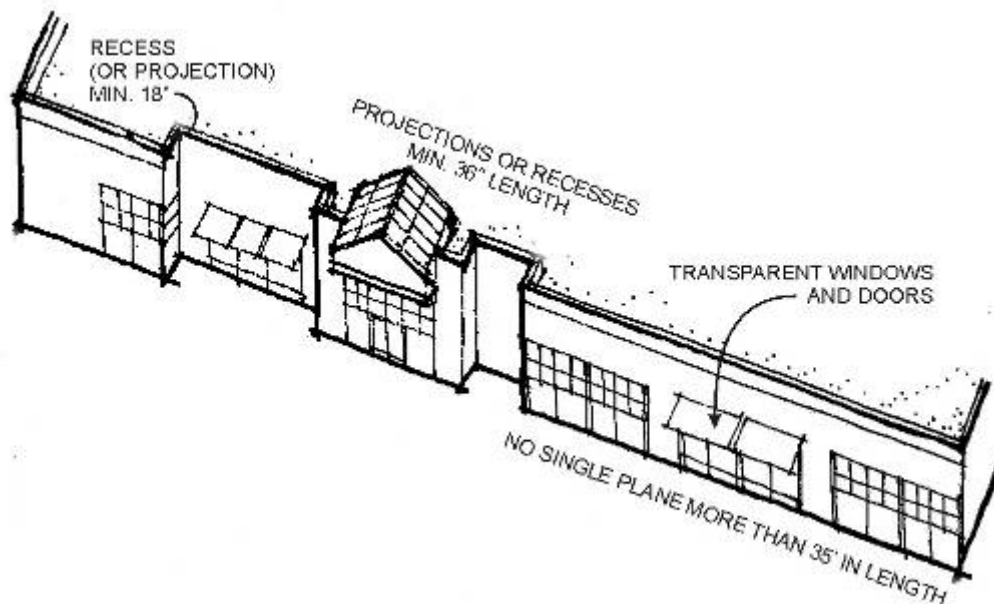 RECESS
(OR PROJECTION)
MIN. 18"
PROJECTIONS OR RECESSES
MIN. 36" LENGTH
TRANSPARENT WINDOWS
AND DOORS
NO SINGLE PLANE MORE THAN 35' IN LENGTH